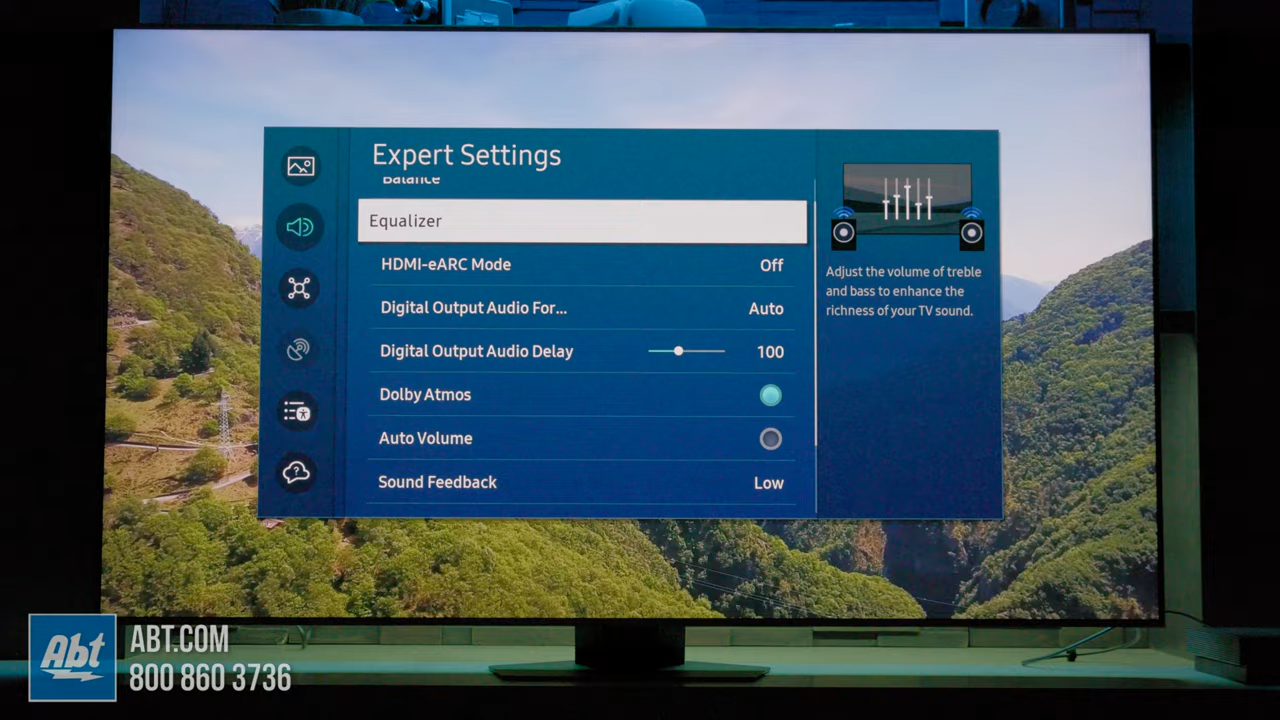 Expert Settings
Balance
Equalizer
HDMI-eARC Mode Off
Digital Output Audio For... Auto
Digital Output Audio Delay 100
Dolby Atmos
Auto Volume
Sound Feedback Low
Adjust the volume of treble
and bass to enhance the
richness of your TV sound.
Abt
ABT.COM
800 860 3736